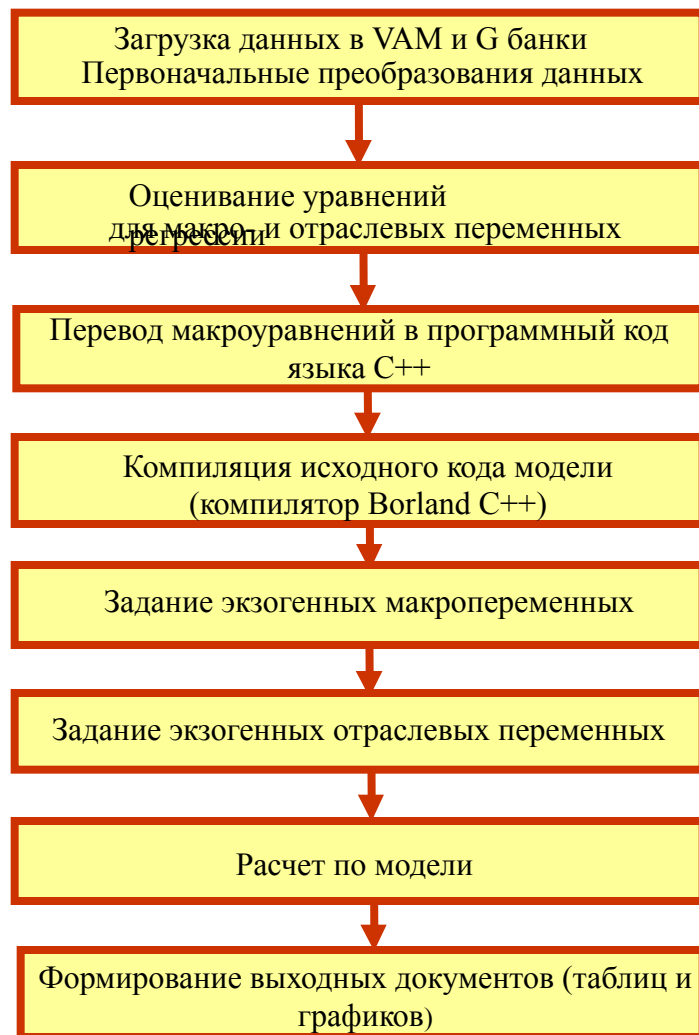 Загрузка данных в VAM и G банки
Первоначальные преобразования данных
Оценивание уравнений
регрессии
для макро- и отраслевых переменных
Перевод макроуравнений в программный код
языка C++
Компиляция исходного кода модели
(компилятор Borland C++)
Задание экзогенных макропеременных
Задание экзогенных отраслевых переменных
Расчет по модели
Формирование выходных документов (таблиц и
графиков)